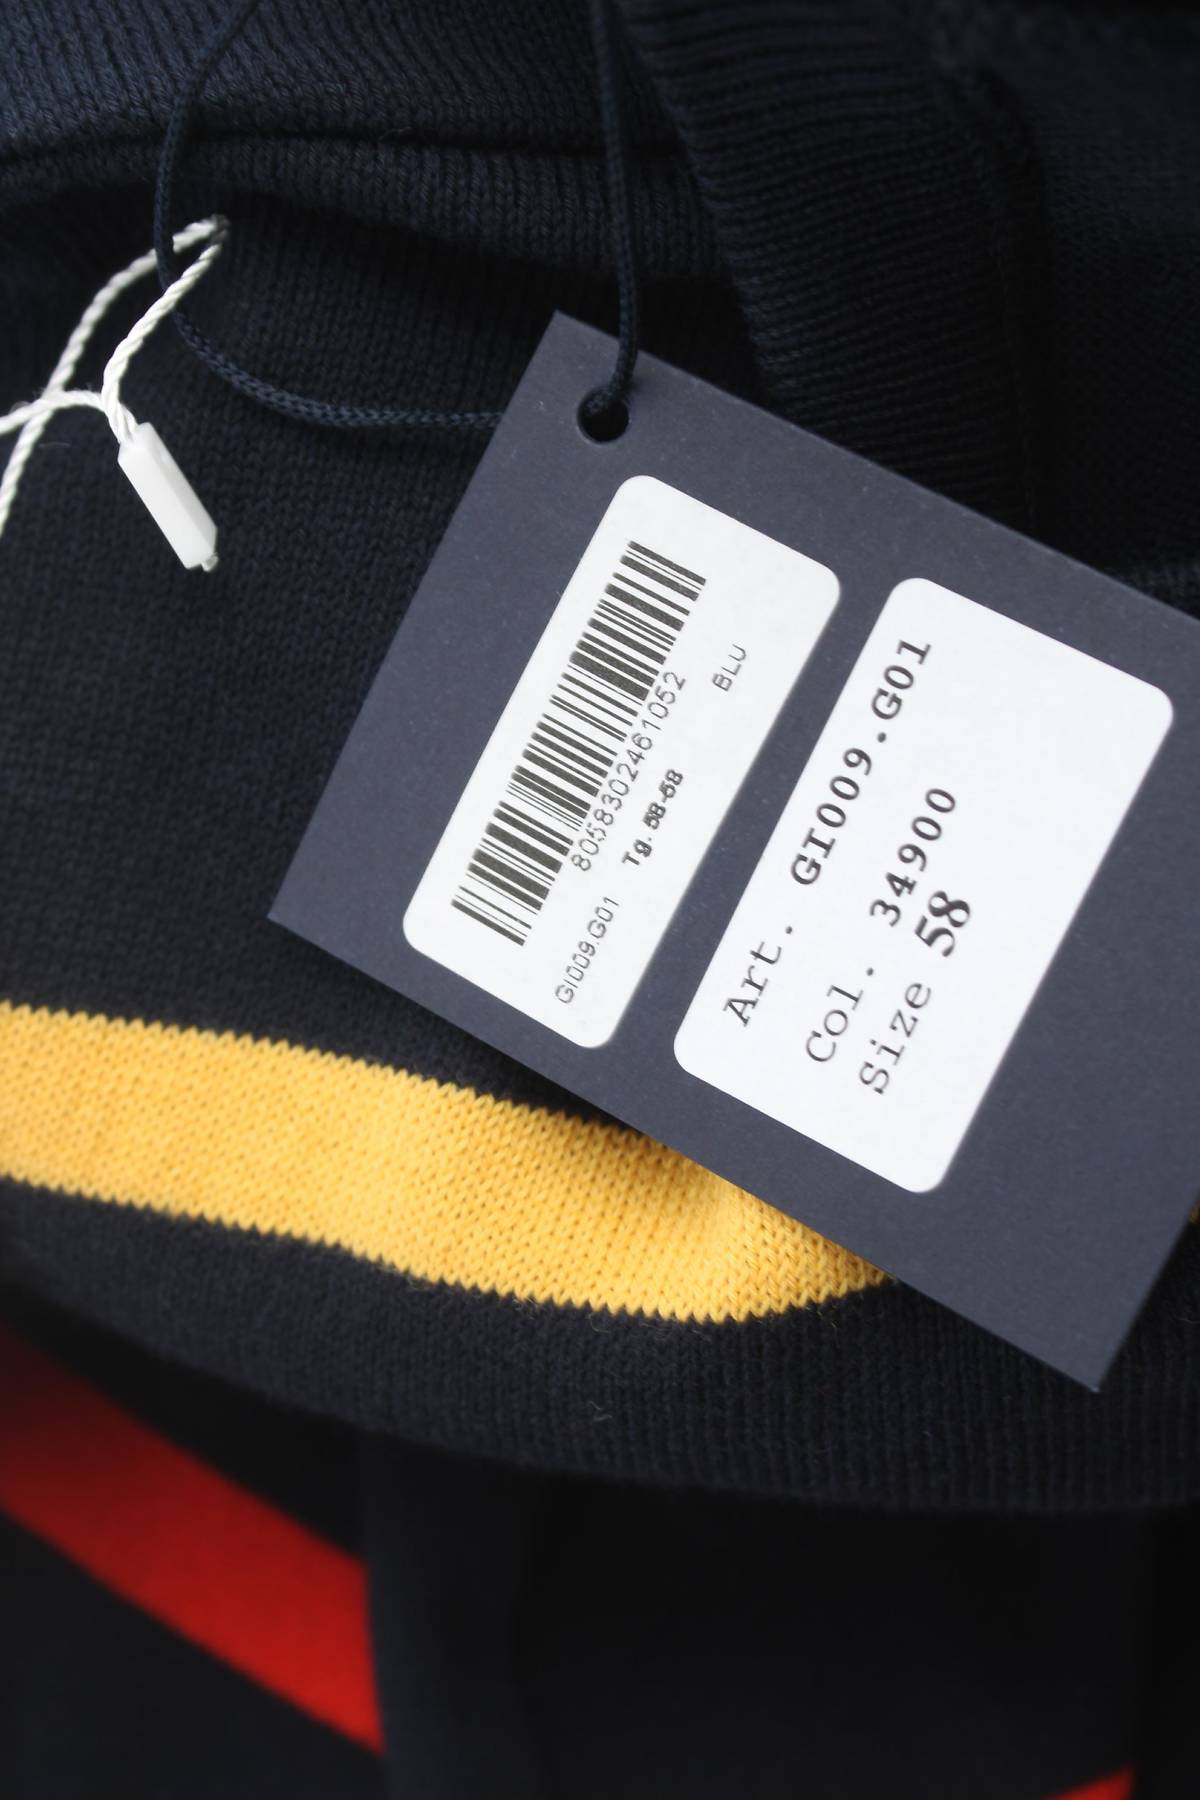 8058302461052
BLU
GI009.G01 Tg. 58-58
Art. GI009.G01
Col. 34900
Size 58